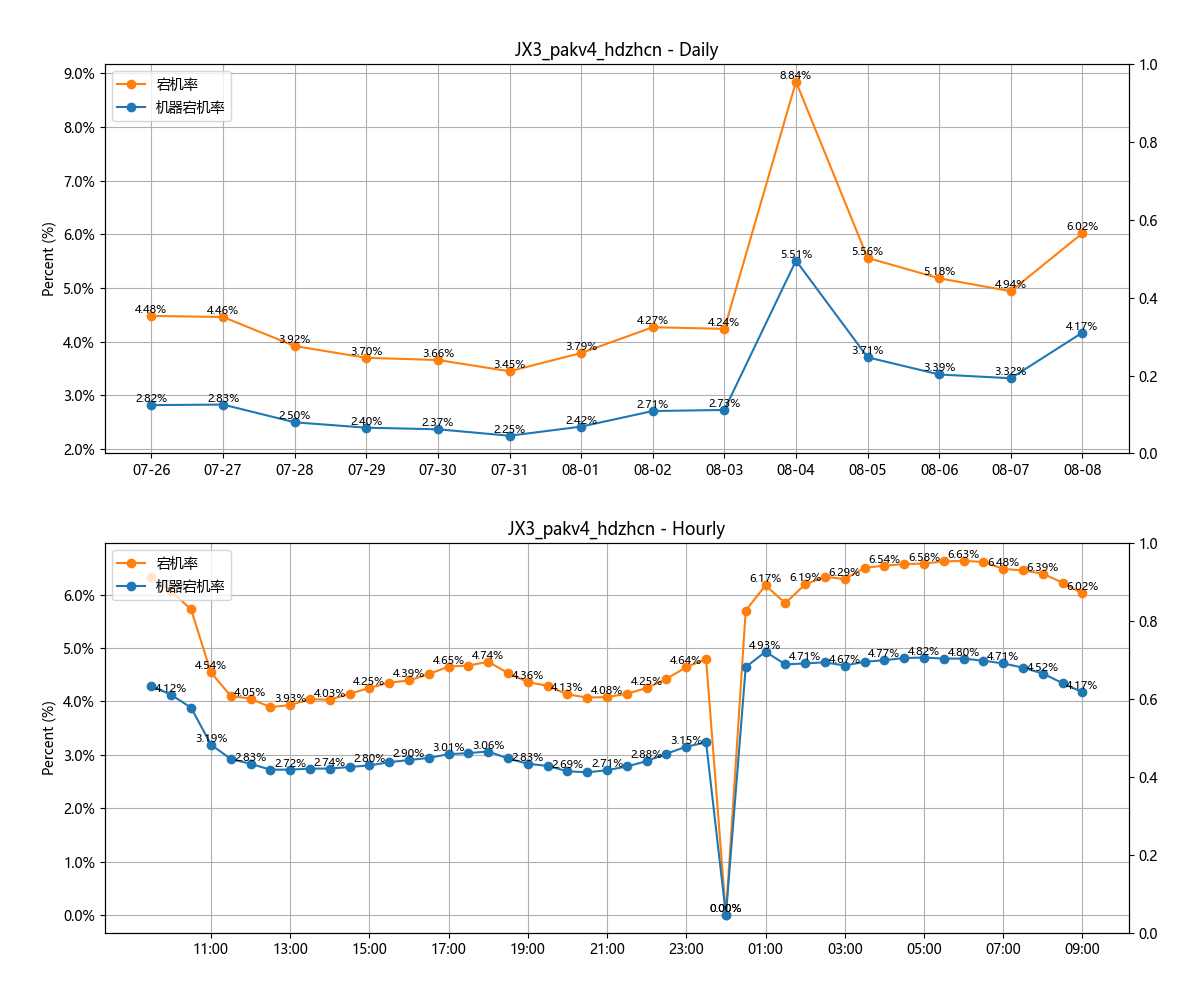 JX3_pakv4_hdzhcn - Daily
宕机率
机器宕机率
Percent (%)
9.0%
8.0%
7.0%
6.0%
5.0%
4.0%
3.0%
2.0%
1.0
0.8
0.6
0.4
0.2
0.0
4.48% 4.46% 3.92% 3.70% 3.66% 3.45% 3.79% 4.27% 4.24% 8.84% 5.56% 5.18% 4.94% 6.02%
2.82% 2.83% 2.50% 2.40% 2.37% 2.25% 2.42% 2.71% 2.73% 5.51% 3.71% 3.39% 3.32% 4.17%
07-26 07-27 07-28 07-29 07-30 07-31 08-01 08-02 08-03 08-04 08-05 08-06 08-07 08-08
JX3_pakv4_hdzhcn - Hourly
宕机率
机器宕机率
Percent (%)
6.0%
5.0%
4.0%
3.0%
2.0%
1.0%
0.0%
1.0
0.8
0.6
0.4
0.2
0.0
4.54% 4.05% 3.93% 4.03% 4.25% 4.39% 4.65% 4.74% 4.36% 4.13% 4.08% 4.25% 4.64% 0.00% 6.17% 6.19% 6.29% 6.54% 6.58% 6.63% 6.48% 6.39% 6.02%
4.12% 3.19% 2.83% 2.72% 2.74% 2.80% 2.90% 3.01% 3.06% 2.83% 2.69% 2.71% 2.88% 3.15% 0.00% 4.93% 4.71% 4.67% 4.77% 4.82% 4.80% 4.71% 4.52% 4.17%
11:00 13:00 15:00 17:00 19:00 21:00 23:00 01:00 03:00 05:00 07:00 09:00